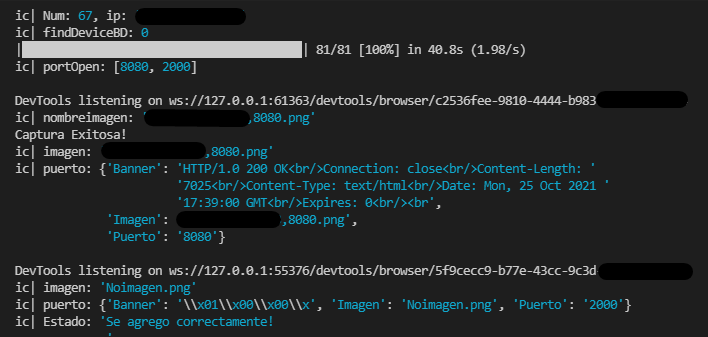 ic| Num: 67, ip:
ic| findDeviceBD: 0
|                                        | 81/81 [100%] in 40.8s (1.98/s)
ic| portOpen: [8080, 2000]
DevTools listening on ws://127.0.0.1:61363/devtools/browser/c2536fee-9810-4444-b983
ic| nombreimagen: ' ,8080.png'
Captura Exitosa!
ic| imagen: ,8080.png'
ic| puerto: {'Banner': 'HTTP/1.0 200 OK<br/>Connection: close<br/>Content-Length: '
'7025<br/>Content-Type: text/html<br/>Date: Mon, 25 Oct 2021 '
'17:39:00 GMT<br/>Expires: 0<br/><br',
'Imagen': ,8080.png',
'Puerto': '8080'}
DevTools listening on ws://127.0.0.1:55376/devtools/browser/5f9cecc9-b77e-43cc-9c3d
ic| imagen: 'Noimagen.png'
ic| puerto: {'Banner': '\\x01\\x00\\x00\\x', 'Imagen': 'Noimagen.png', 'Puerto': '2000'}
ic| Estado: 'Se agrego correctamente!